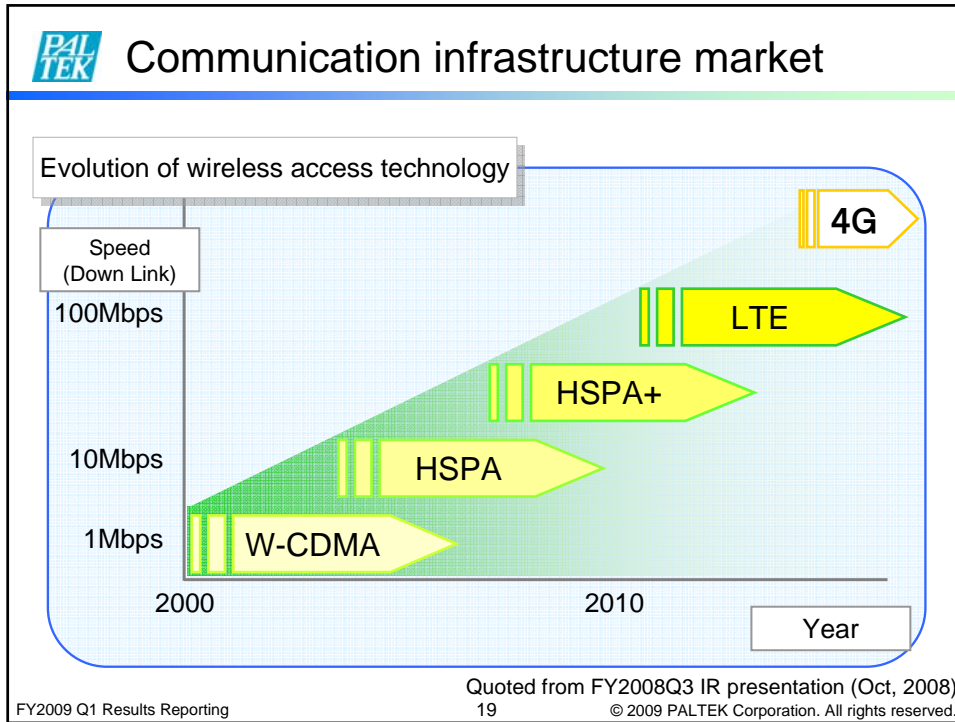 PAL
TEK
Communication infrastructure market
Evolution of wireless access technology
Speed
(Down Link)
4G
100Mbps
LTE
HSPA+
10Mbps
HSPA
1Mbps
W-CDMA
2000
2010
Year
Quoted from FY2008Q3 IR presentation (Oct, 2008)
FY2009 Q1 Results Reporting
19
© 2009 PALTEK Corporation. All rights reserved.